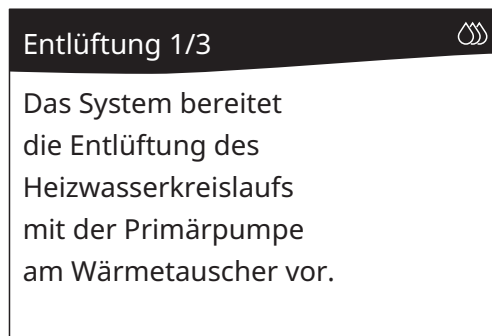 Entlüftung 1/3
Das System bereitet
die Entlüftung des
Heizwasserkreislaufs
mit der Primärpumpe
am Wärmetauscher vor.